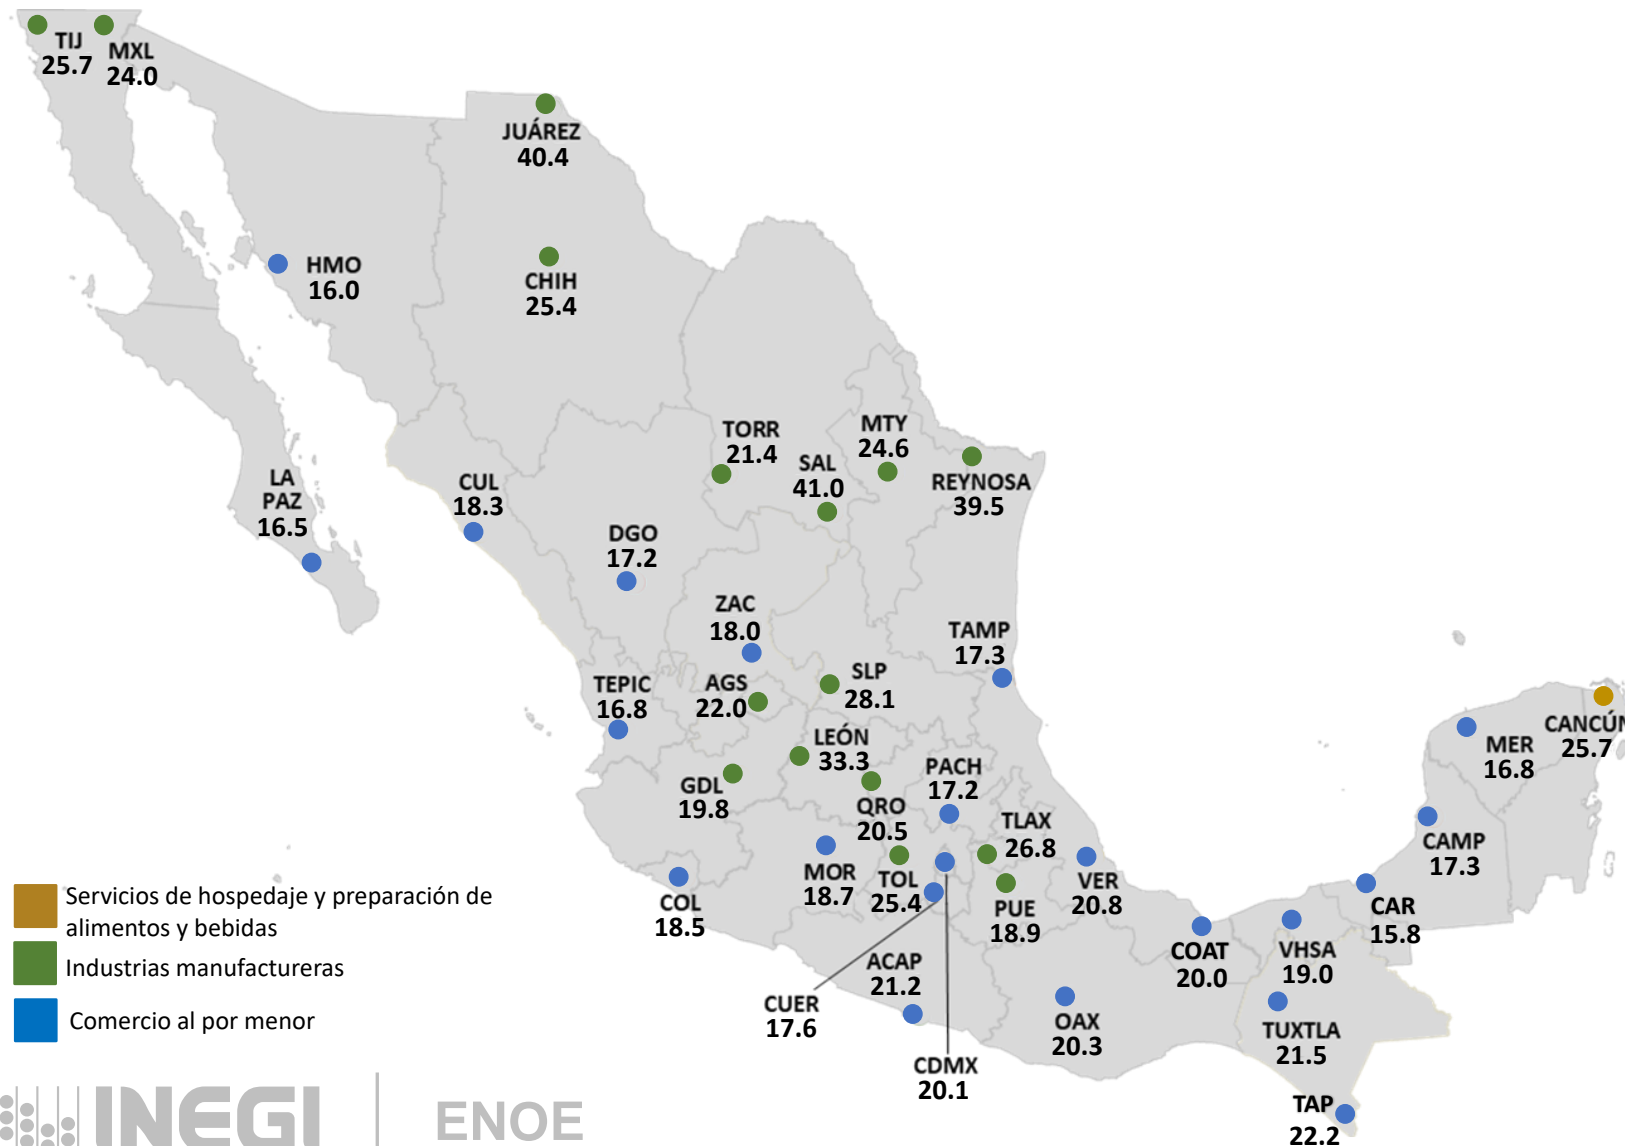 TIJ
25.7
MXL
24.0
JUÁREZ
40.4
HMO
16.0
CHIH
25.4
TORR
21.4
MTY
24.6
SAL
41.0
REYNOSA
39.5
LA
PAZ
16.5
CUL
18.3
DGO
17.2
ZAC
18.0
TAMP
17.3
TEPIC
16.8
AGS
22.0
SLP
28.1
LEÓN
33.3
GDL
19.8
QRO
20.5
PACH
17.2
TLAX
26.8
CANCÚN
25.7
MER
16.8
CAMP
17.3
MOR
18.7
TOL
25.4
PUE
18.9
VER
20.8
COL
18.5
CAR
15.8
COAT
20.0
VHSA
19.0
ACAP
21.2
CUER
17.6
OAX
20.3
TUXTLA
21.5
CDMX
20.1
TAP
22.2
Servicios de hospedaje y preparación de
alimentos y bebidas
Industrias manufactureras
Comercio al por menor
INEGI
ENOE